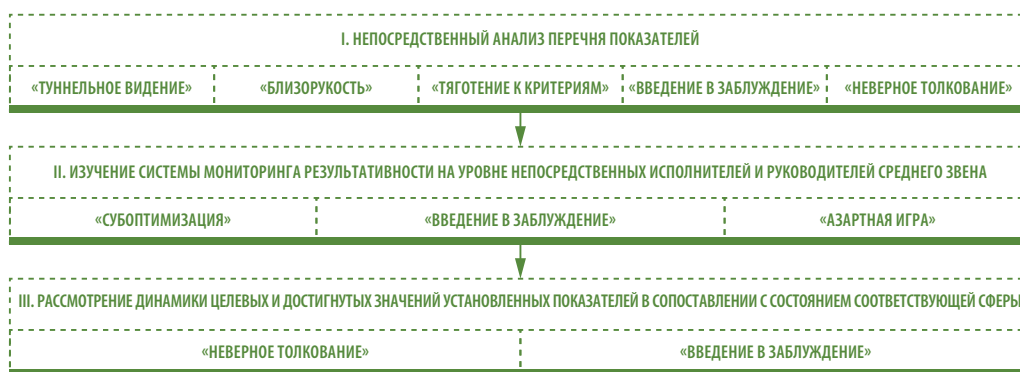 I. НЕПОСРЕДСТВЕННЫЙ АНАЛИЗ ПЕРЕЧНЯ ПОКАЗАТЕЛЕЙ
«ТУННЕЛЬНОЕ ВИДЕНИЕ» «БЛИЗОРУКОСТЬ» «ТЯГОТЕНИЕ К КРИТЕРИЯМ» «ВВЕДЕНИЕ В ЗАБЛУЖДЕНИЕ» «НЕВЕРНОЕ ТОЛКОВАНИЕ»
II. ИЗУЧЕНИЕ СИСТЕМЫ МОНИТОРИНГА РЕЗУЛЬТАТИВНОСТИ НА УРОВНЕ НЕПОСРЕДСТВЕННЫХ ИСПОЛНИТЕЛЕЙ И РУКОВОДИТЕЛЕЙ СРЕДНЕГО ЗВЕНА
«СУБОПТИМИЗАЦИЯ» «ВВЕДЕНИЕ В ЗАБЛУЖДЕНИЕ» «АЗАРТНАЯ ИГРА»
III. РАССМОТРЕНИЕ ДИНАМИКИ ЦЕЛЕВЫХ И ДОСТИГНУТЫХ ЗНАЧЕНИЙ УСТАНОВЛЕННЫХ ПОКАЗАТЕЛЕЙ В СОПОСТАВЛЕНИИ С СОСТОЯНИЕМ СООТВЕТСТВУЮЩЕЙ СФЕРЫ
«НЕВЕРНОЕ ТОЛКОВАНИЕ» «ВВЕДЕНИЕ В ЗАБЛУЖДЕНИЕ»